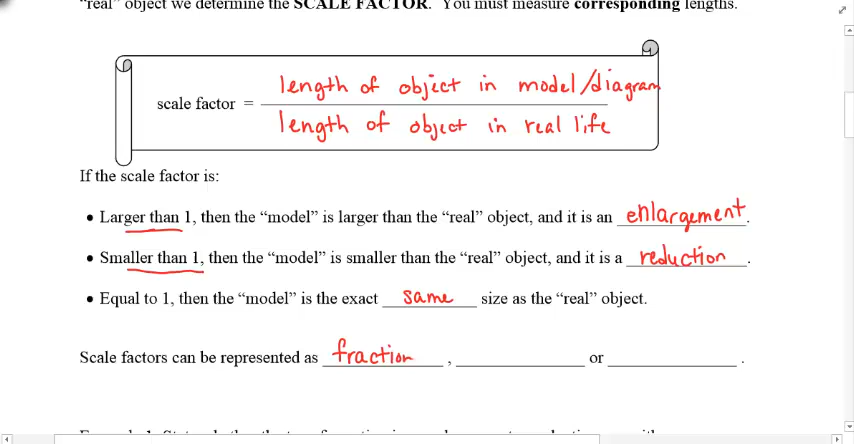 "real" object we determine the SCALE FACTOR. You must measure corresponding lengths.
length of object in model/diagram
scale factor =
length of object in real life
If the scale factor is:
• Larger than 1, then the "model" is larger than the "real" object, and it is an enlargement.
• Smaller than 1, then the "model" is smaller than the "real" object, and it is a reduction.
• Equal to 1, then the "model" is the exact same size as the "real" object.
Scale factors can be represented as fraction, __________ or __________.